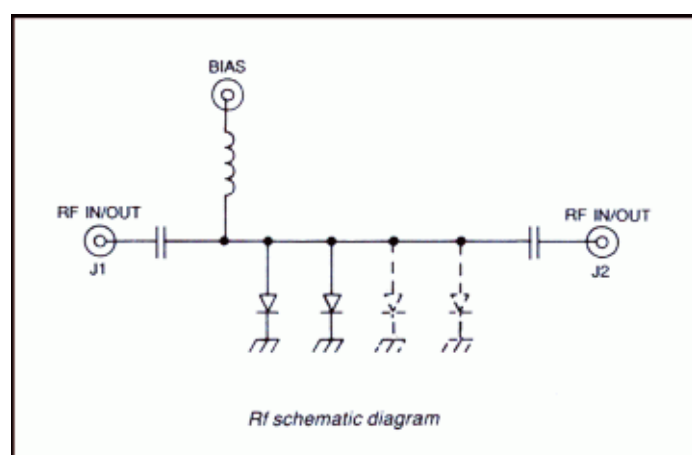 BIAS
RF IN/OUT
J1
RF IN/OUT
J2
Rf schematic diagram